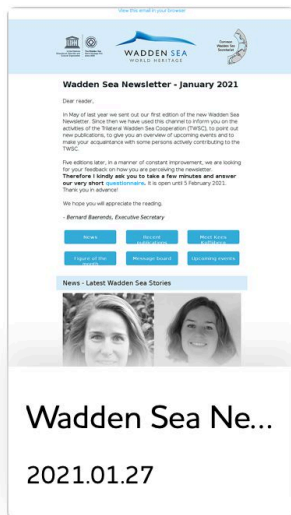 View this email in your browser
WADDEN SEA
WORLD HERITAGE
Common
Wadden Sea
Secretariat
Wadden Sea Newsletter - January 2021
Dear reader,
In May of last year we sent out our first edition of the new Wadden Sea
Newsletter. Since then we have used this channel to inform you on the
activities of the Trilateral Wadden Sea Cooperation (TWSC), to point out
new publications, to give you an overview of upcoming events and to
make your acquaintance with some persons actively contributing to the
TWSC.
Five editions later, in a manner of constant improvement, we are looking
for your feedback on how you are perceiving the newsletter.
Therefore I kindly ask you to take a few minutes and answer
our very short questionnaire. It is open until 5 February 2021.
Thank you in advance!
We hope you will appreciate the reading.
- Bernard Baerends, Executive Secretary
News
Recent
publications
Message board
Upcoming events
Figure of the
month
News - Latest Wadden Sea Stories
Wadden Sea Ne...
2021.01.27